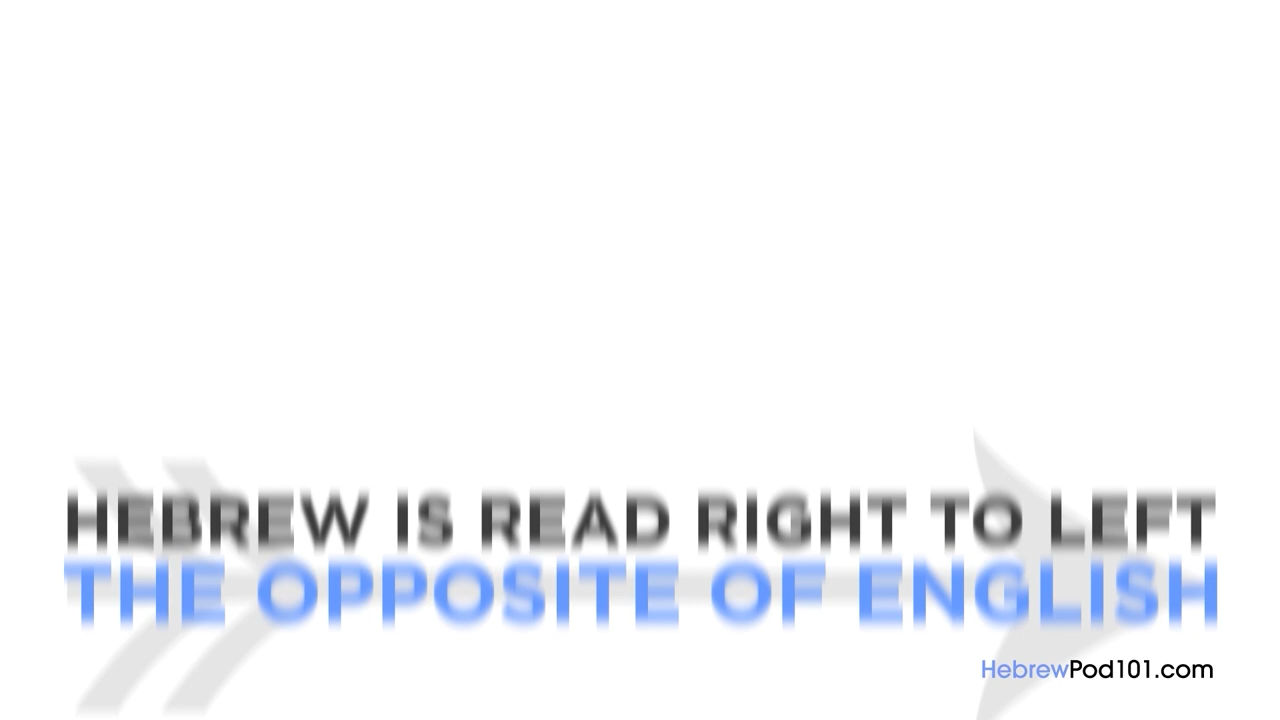 HEBREW IS READ RIGHT TO LEFT
THE OPPOSITE OF ENGLISH
HebrewPod101.com